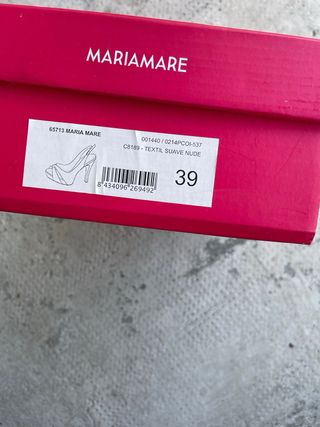 MARIAMARE
65713 MARIA MARE
001440 / 0214PCOI-537
C8189 - TEXTIL SUAVE NUDE
39
8 434096 269492